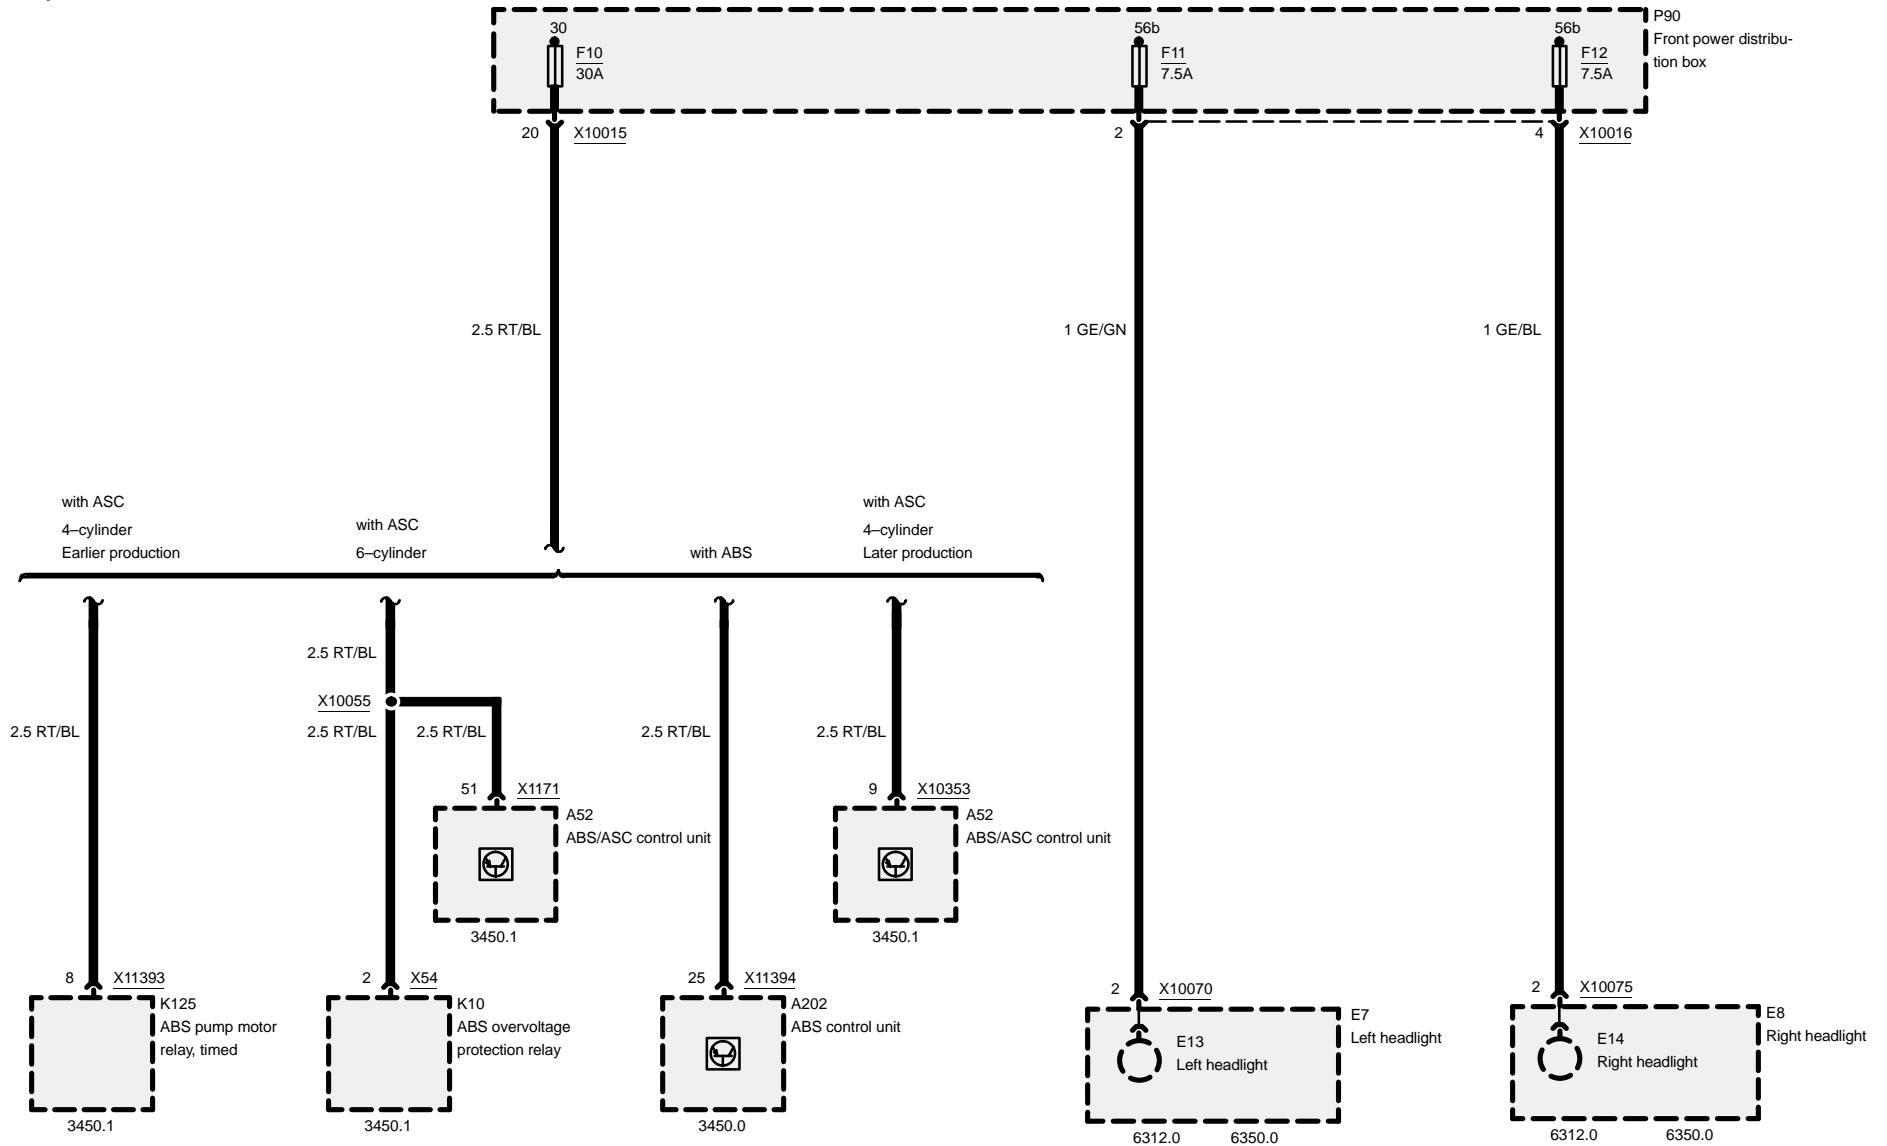 30
F10
30A
56b
F11
7.5A
56b
F12
7.5A
P90
Front power distribu-
tion box
20
X10015
2
4
X10016
2.5 RT/BL
1 GE/GN
1 GE/BL
with ASC
4–cylinder
Earlier production
with ASC
6–cylinder
with ABS
with ASC
4–cylinder
Later production
2.5 RT/BL
X10055
2.5 RT/BL
2.5 RT/BL
2.5 RT/BL
2.5 RT/BL
2.5 RT/BL
51
X1171
A52
ABS/ASC control unit
3450.1
9
X10353
A52
ABS/ASC control unit
3450.1
8
X11393
K125
ABS pump motor
relay, timed
3450.1
2
X54
K10
ABS overvoltage
protection relay
3450.1
25
X11394
A202
ABS control unit
3450.0
2
X10070
E7
Left headlight
E13
Left headlight
6312.0
6350.0
2
X10075
E8
Right headlight
E14
Right headlight
6312.0
6350.0